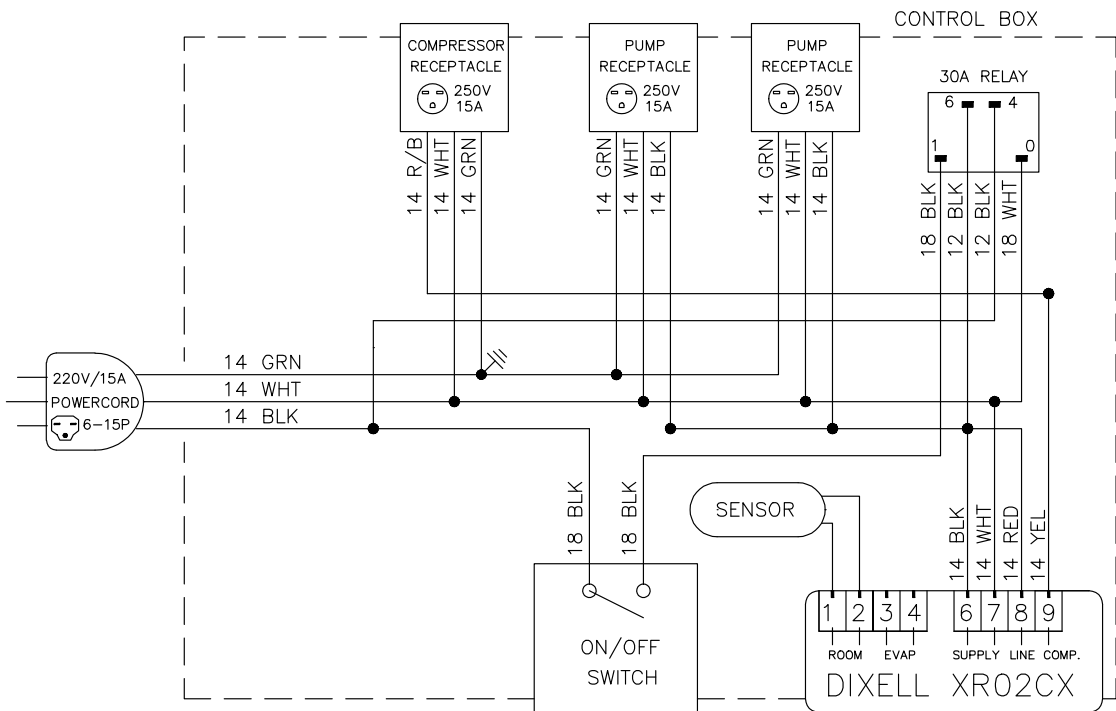 CONTROL BOX
COMPRESSOR
RECEPTACLE
250V
15A
PUMP
RECEPTACLE
250V
15A
PUMP
RECEPTACLE
250V
15A
30A RELAY
6
4
1
0
14 R/B
14 WHT
14 GRN
14 GRN
14 WHT
14 BLK
14 GRN
14 WHT
14 BLK
18 BLK
12 BLK
12 BLK
18 WHT
220V/15A
POWERCORD
6-15P
14 GRN
14 WHT
14 BLK
18 BLK
18 BLK
SENSOR
14 BLK
14 WHT
14 RED
14 YEL
ON/OFF
SWITCH
1 2 3 4 6 7 8 9
ROOM EVAP SUPPLY LINE COMP.
DIXELL XR02CX